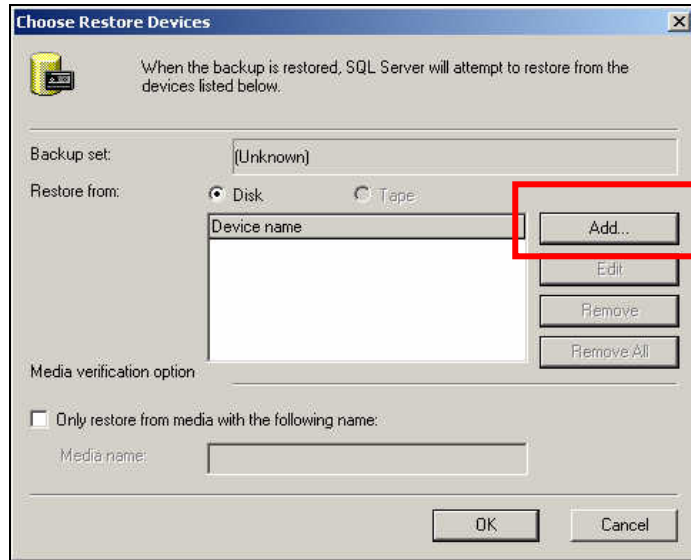 Choose Restore Devices
When the backup is restored, SQL Server will attempt to restore from the
devices listed below.
Backup set:
(Unknown)
Restore from:
Disk
Tape
Device name
Add...
Edit
Remove
Remove All
Media verification option
Only restore from media with the following name:
Media name:
OK
Cancel